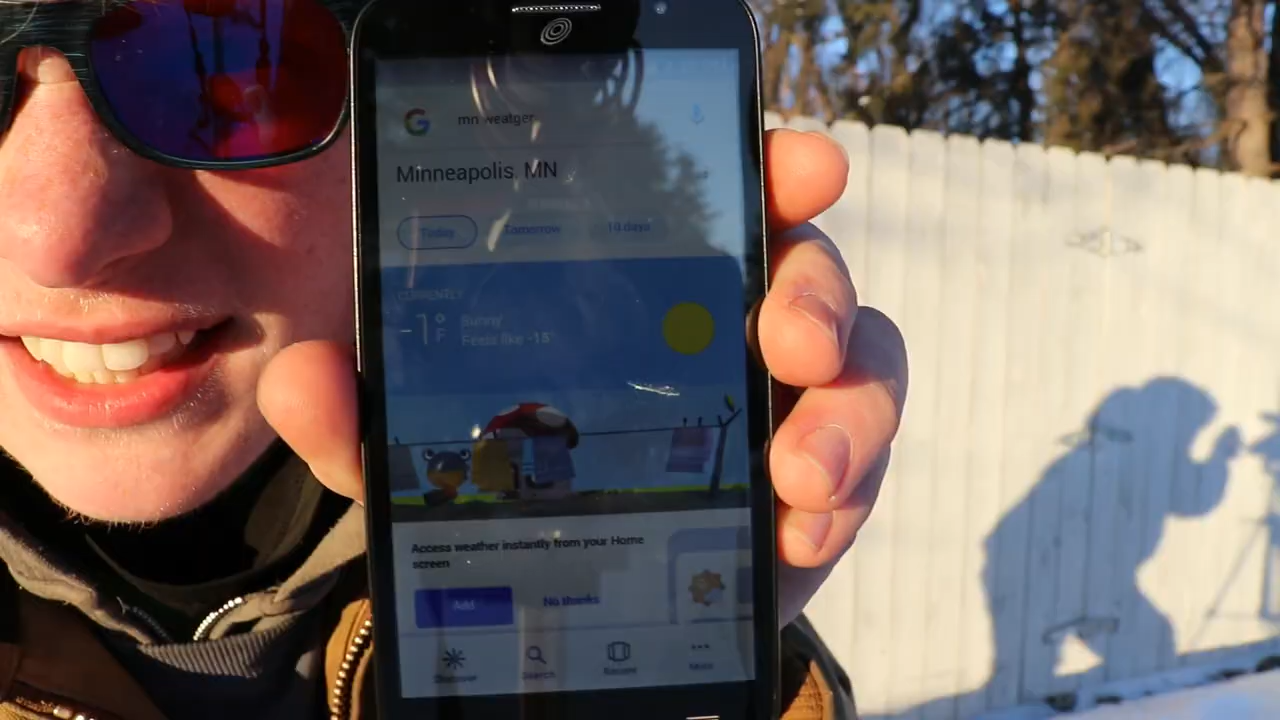 mn weatger
Minneapolis, MN
Today Tomorrow 10 days
CURRENTLY
-1°F
Sunny
Feels like -15°
Access weather instantly from your Home
screen
Add No thanks
Discover Search Recent More